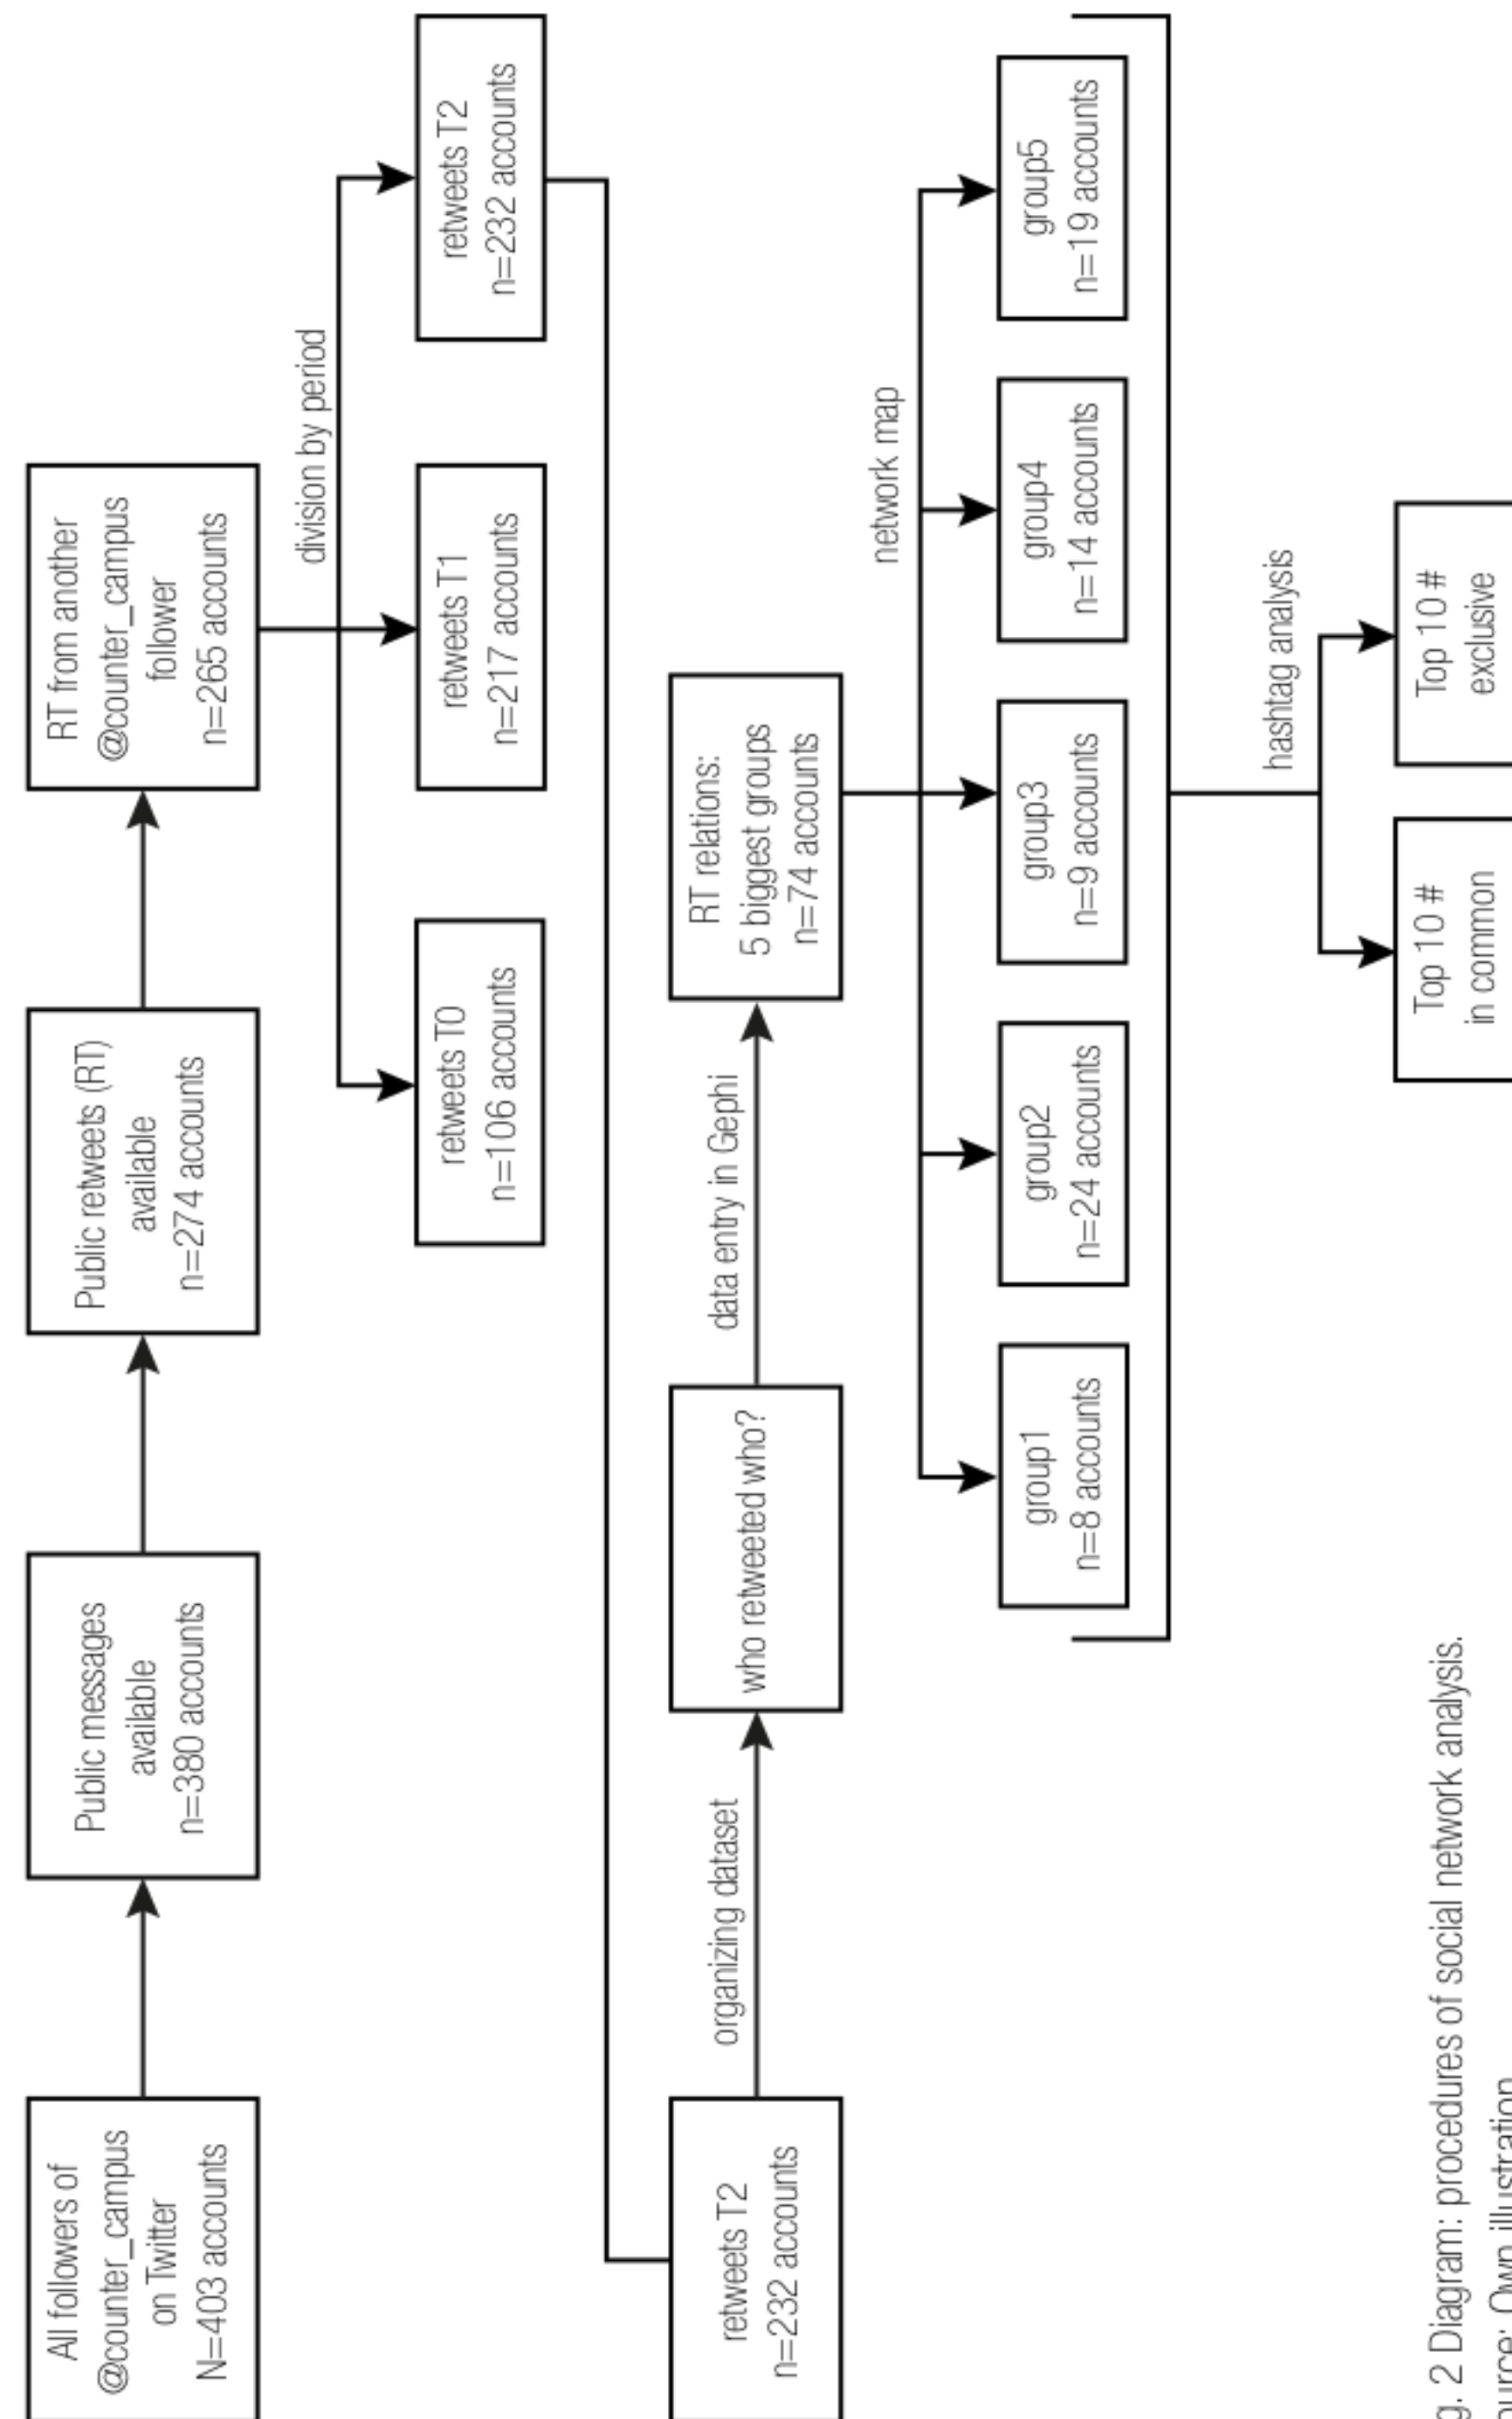 All followers of
@counter_campus
on Twitter
N=403 accounts
Public messages
available
n=380 accounts
Public retweets (RT)
available
n=274 accounts
RT from another
@counter_campus
follower
n=265 accounts
division by period
retweets T0
n=106 accounts
retweets T1
n=217 accounts
retweets T2
n=232 accounts
retweets T2
n=232 accounts
organizing dataset
who retweeted who?
data entry in Gephi
RT relations:
5 biggest groups
n=74 accounts
network map
group1
n=8 accounts
group2
n=24 accounts
group3
n=9 accounts
group4
n=14 accounts
group5
n=19 accounts
hashtag analysis
Top 10 #
in common
Top 10 #
exclusive
g. 2 Diagram: procedures of social network analysis.
urce: Own illustration